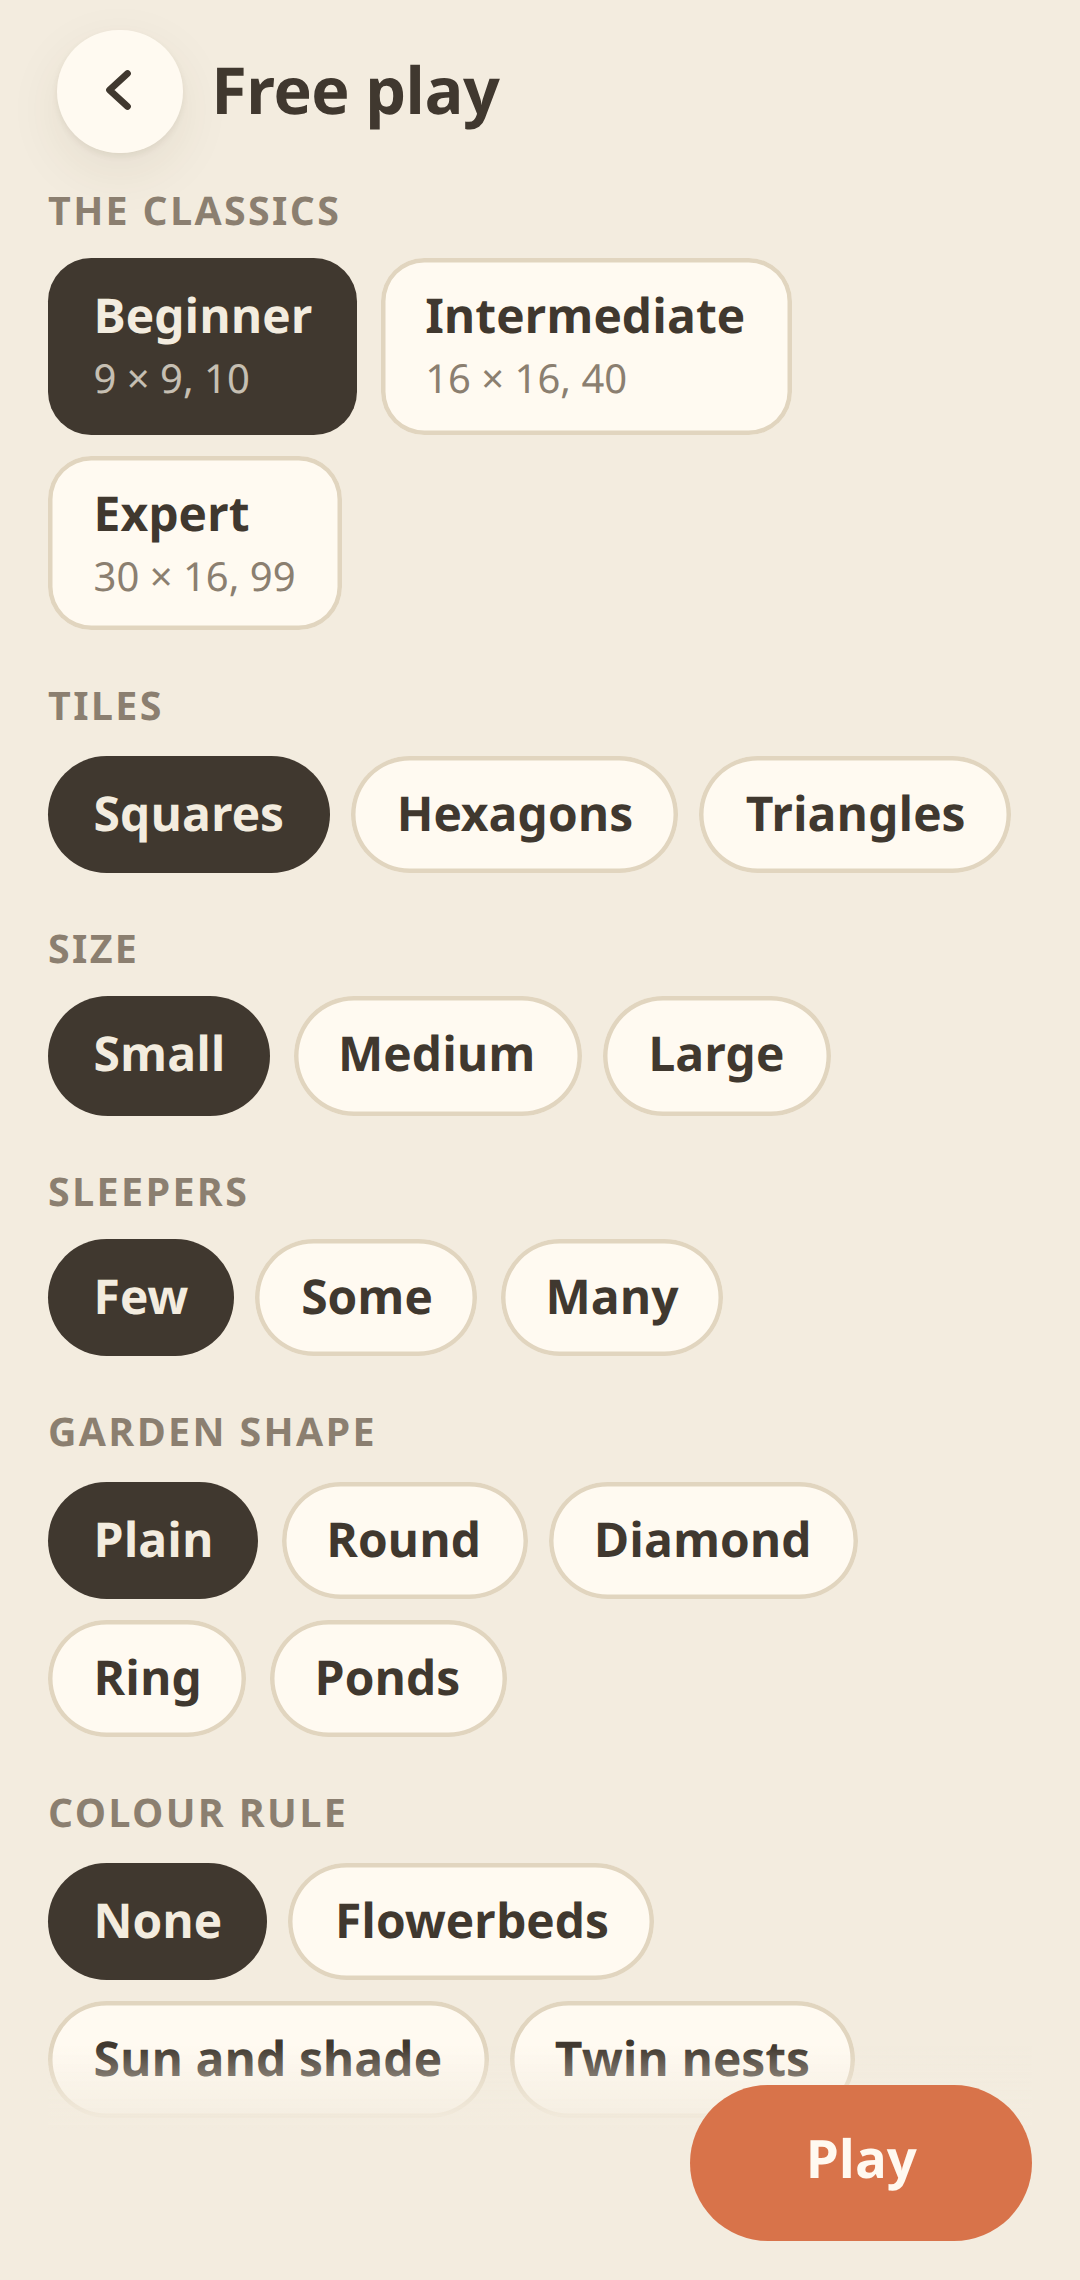 Free play
THE CLASSICS
Beginner Intermediate
9 × 9, 10 16 × 16, 40
Expert
30 × 16, 99
TILES
Squares Hexagons Triangles
SIZE
Small Medium Large
SLEEPERS
Few Some Many
GARDEN SHAPE
Plain Round Diamond
Ring Ponds
COLOUR RULE
None Flowerbeds
Sun and shade Twin nests
Play